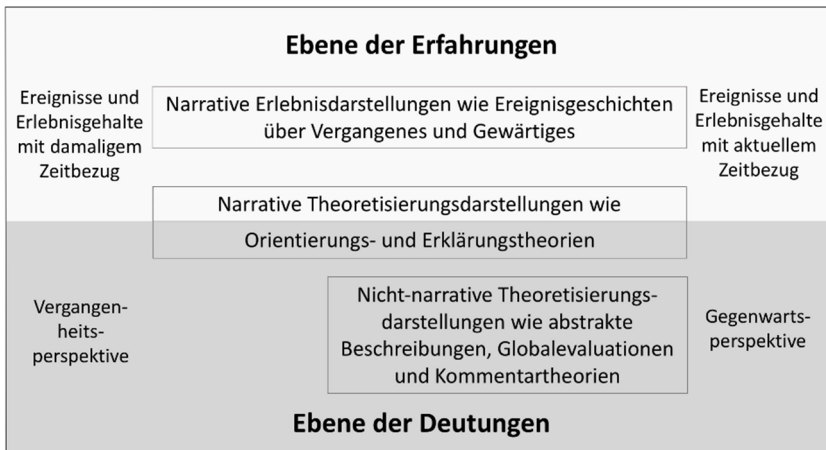 Ebene der Erfahrungen
Ereignisse und
Erlebnisgehalte
mit damaligem
Zeitbezug
Narrative Erlebnisdarstellungen wie Ereignisgeschichten
über Vergangenes und Gewärtiges
Ereignisse und
Erlebnisgehalte
mit aktuellem
Zeitbezug
Narrative Theoretisierungsdarstellungen wie
Orientierungs- und Erklärungstheorien
Vergangen-
heits-
perspektive
Nicht-narrative Theoretisierungs-
darstellungen wie abstrakte
Beschreibungen, Globalevaluationen
und Kommentartheorien
Gegenwarts-
perspektive
Ebene der Deutungen